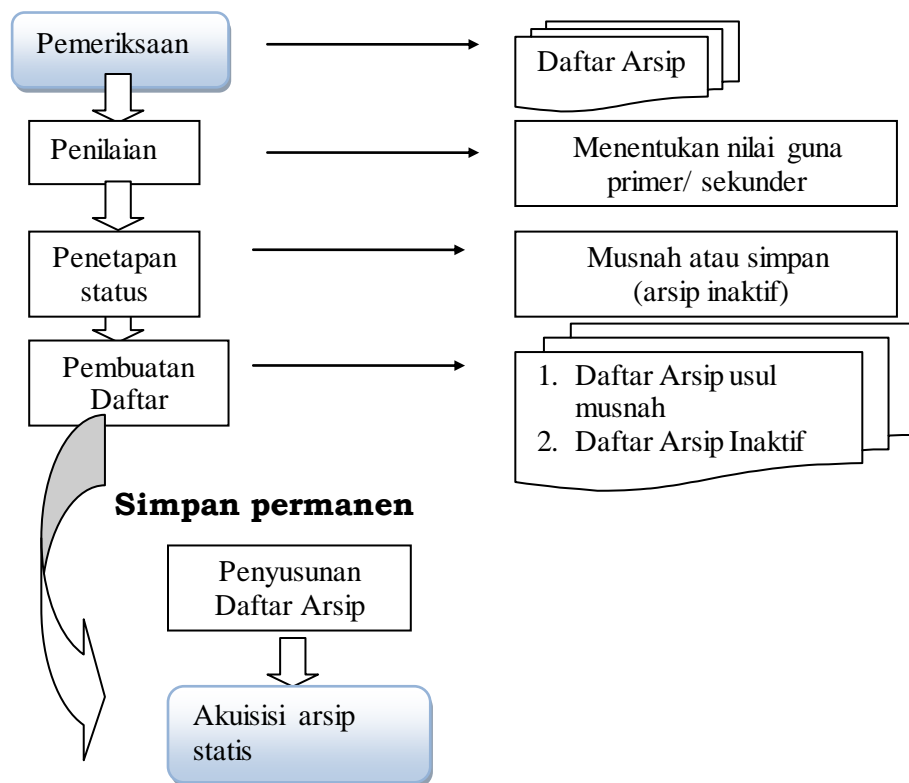 Pemeriksaan
Daftar Arsip
Penilaian
Menentukan nilai guna
primer/ sekunder
Penetapan
status
Musnah atau simpan
(arsip inaktif)
Pembuatan
Daftar
1. Daftar Arsip usul
musnah
2. Daftar Arsip Inaktif
Simpan permanen
Penyusunan
Daftar Arsip
Akuisisi arsip
statis